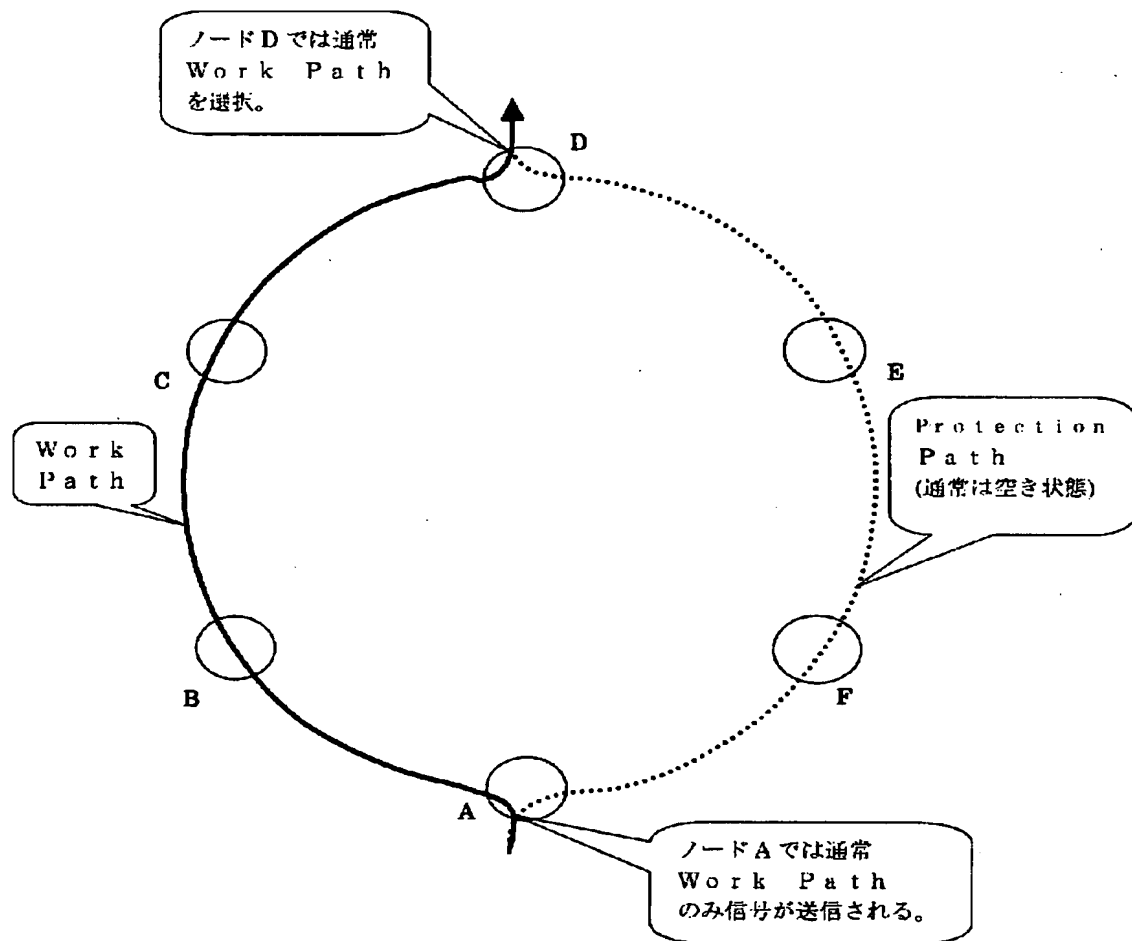 ノードDでは通常
Work Path
を選択。
D
C
E
Work
Path
Protection
Path
(通常は空き状態)
B
F
A
ノードAでは通常
Work Path
のみ信号が送信される。